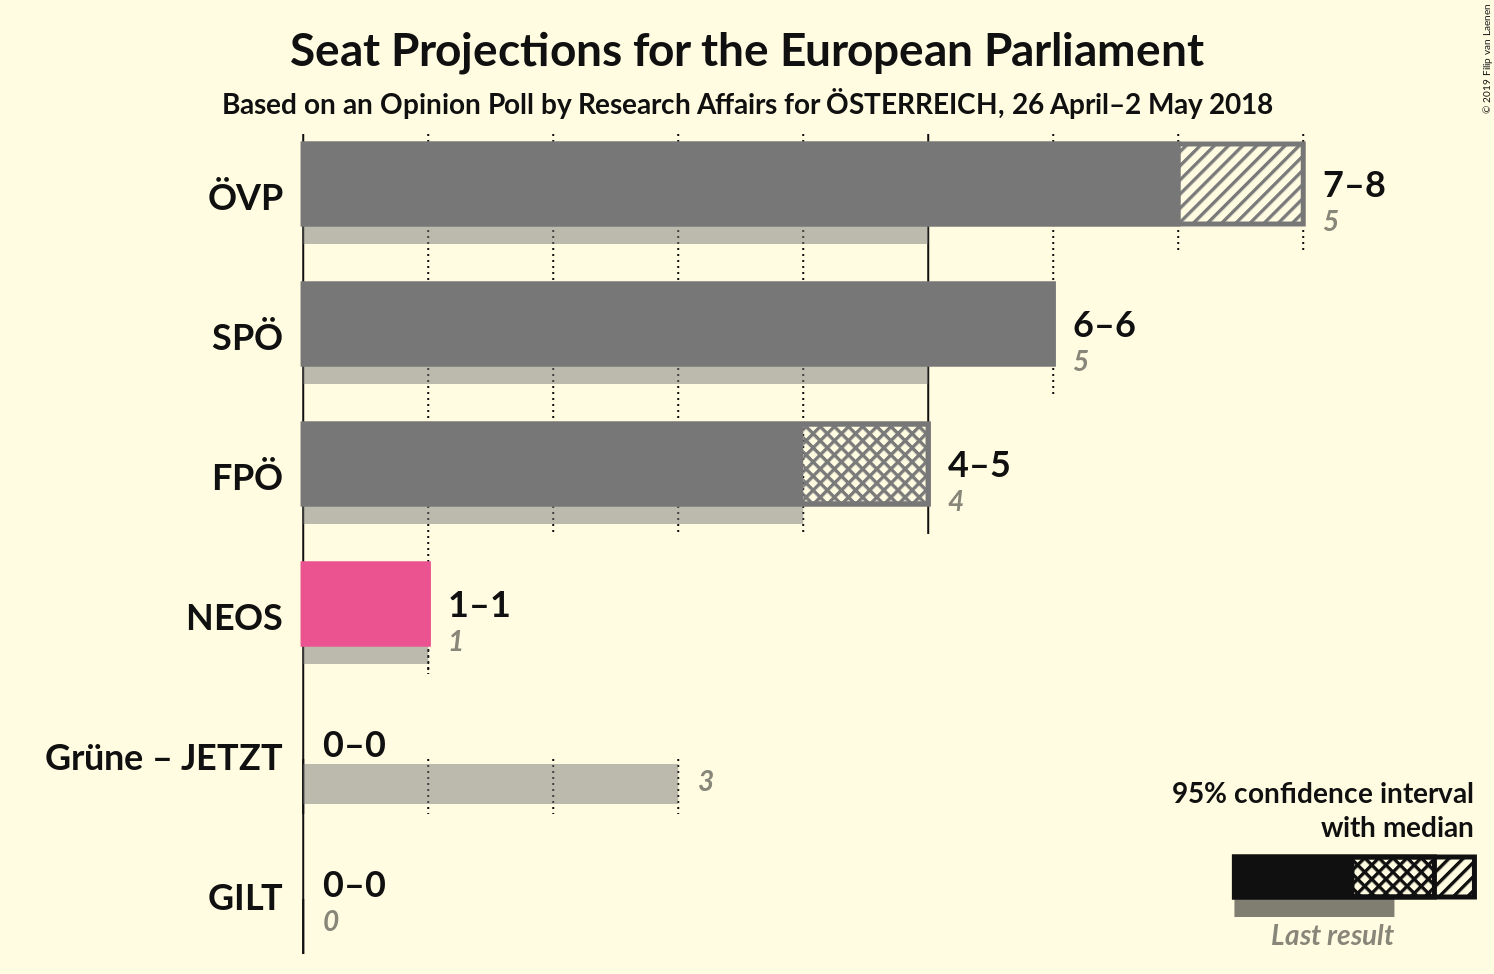 Seat Projections for the European Parliament
Based on an Opinion Poll by Research Affairs for ÖSTERREICH, 26 April–2 May 2018
© 2019 Filip van Laenen
ÖVP
7–8
5
SPÖ
6–6
5
FPÖ
4–5
4
NEOS
1–1
1
Grüne – JETZT
0–0
3
GILT
0–0
0
95% confidence interval
with median
Last result